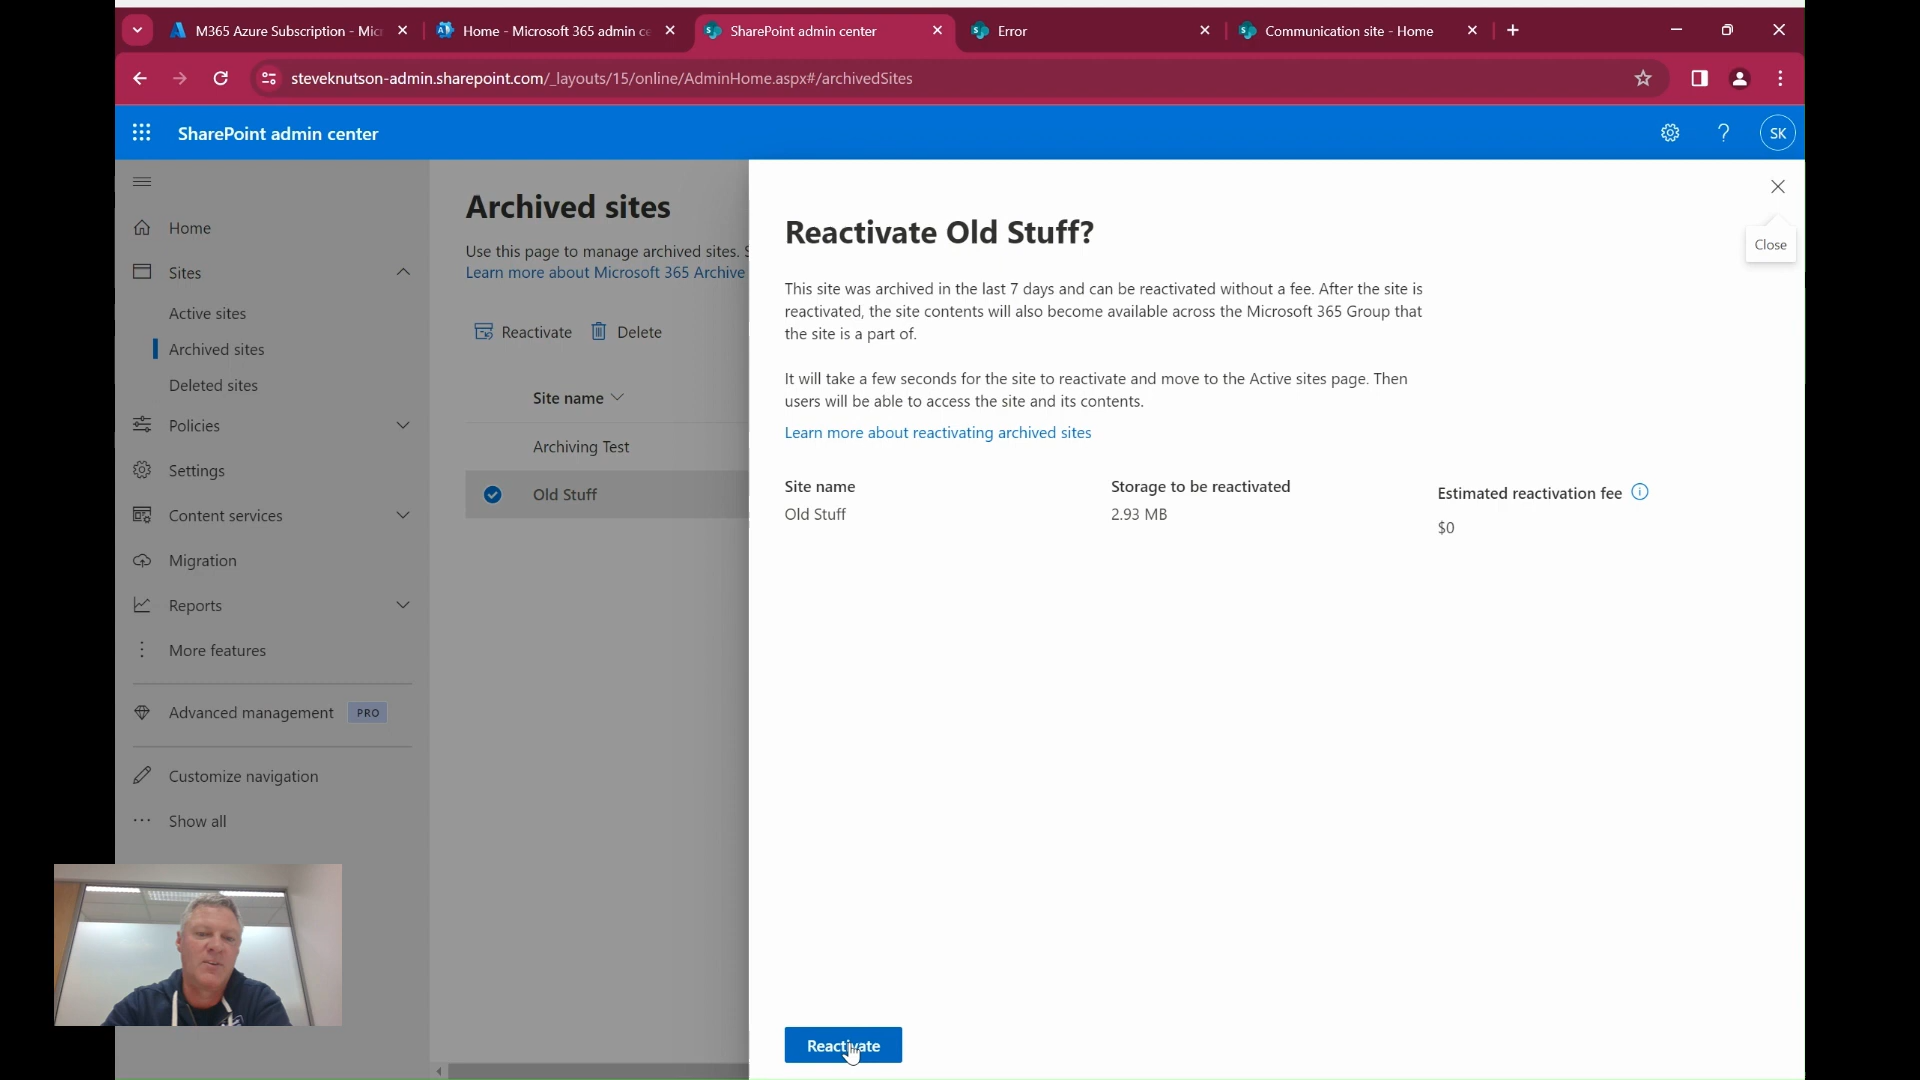 M365 Azure Subscription - Mic
Home - Microsoft 365 admin ce
SharePoint admin center
Error
Communication site - Home
steveknutson-admin.sharepoint.com/_layouts/15/online/AdminHome.aspx#/archivedSites
SharePoint admin center
SK
Home
Sites
Active sites
Archived sites
Deleted sites
Policies
Settings
Content services
Migration
Reports
More features
Advanced management PRO
Customize navigation
Show all
Archived sites
Use this page to manage archived sites. S
Learn more about Microsoft 365 Archive
Reactivate Delete
Site name
Archiving Test
Old Stuff
Close
Reactivate Old Stuff?
This site was archived in the last 7 days and can be reactivated without a fee. After the site is
reactivated, the site contents will also become available across the Microsoft 365 Group that
the site is a part of.
It will take a few seconds for the site to reactivate and move to the Active sites page. Then
users will be able to access the site and its contents.
Learn more about reactivating archived sites
Site name Storage to be reactivated Estimated reactivation fee
Old Stuff 2.93 MB $0
Reactivate